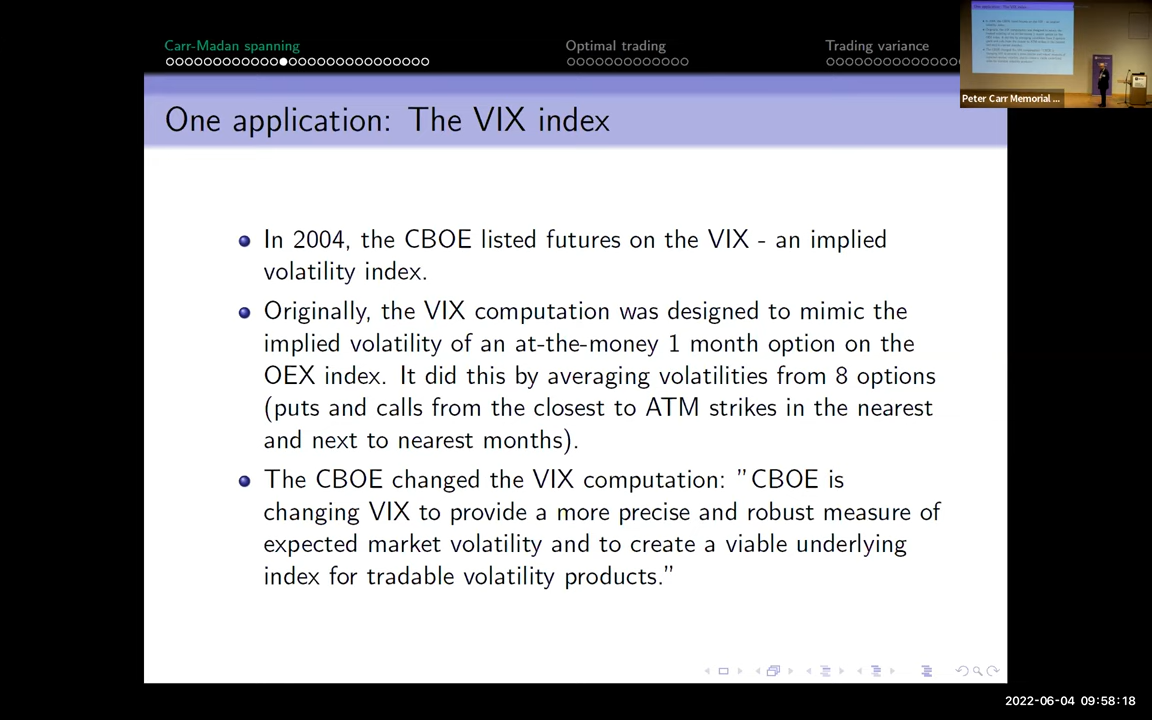 Carr-Madan spanning
Optimal trading
Trading variance
One application: The VIX index
In 2004, the CBOE listed futures on the VIX - an implied
volatility index.
Originally, the VIX computation was designed to mimic the
implied volatility of an at-the-money 1 month option on the
OEX index. It did this by averaging volatilities from 8 options
(puts and calls from the closest to ATM strikes in the nearest
and next to nearest months).
The CBOE changed the VIX computation: ”CBOE is
changing VIX to provide a more precise and robust measure of
expected market volatility and to create a viable underlying
index for tradable volatility products.”
Peter Carr Memorial ...
2022-06-04 09:58:18